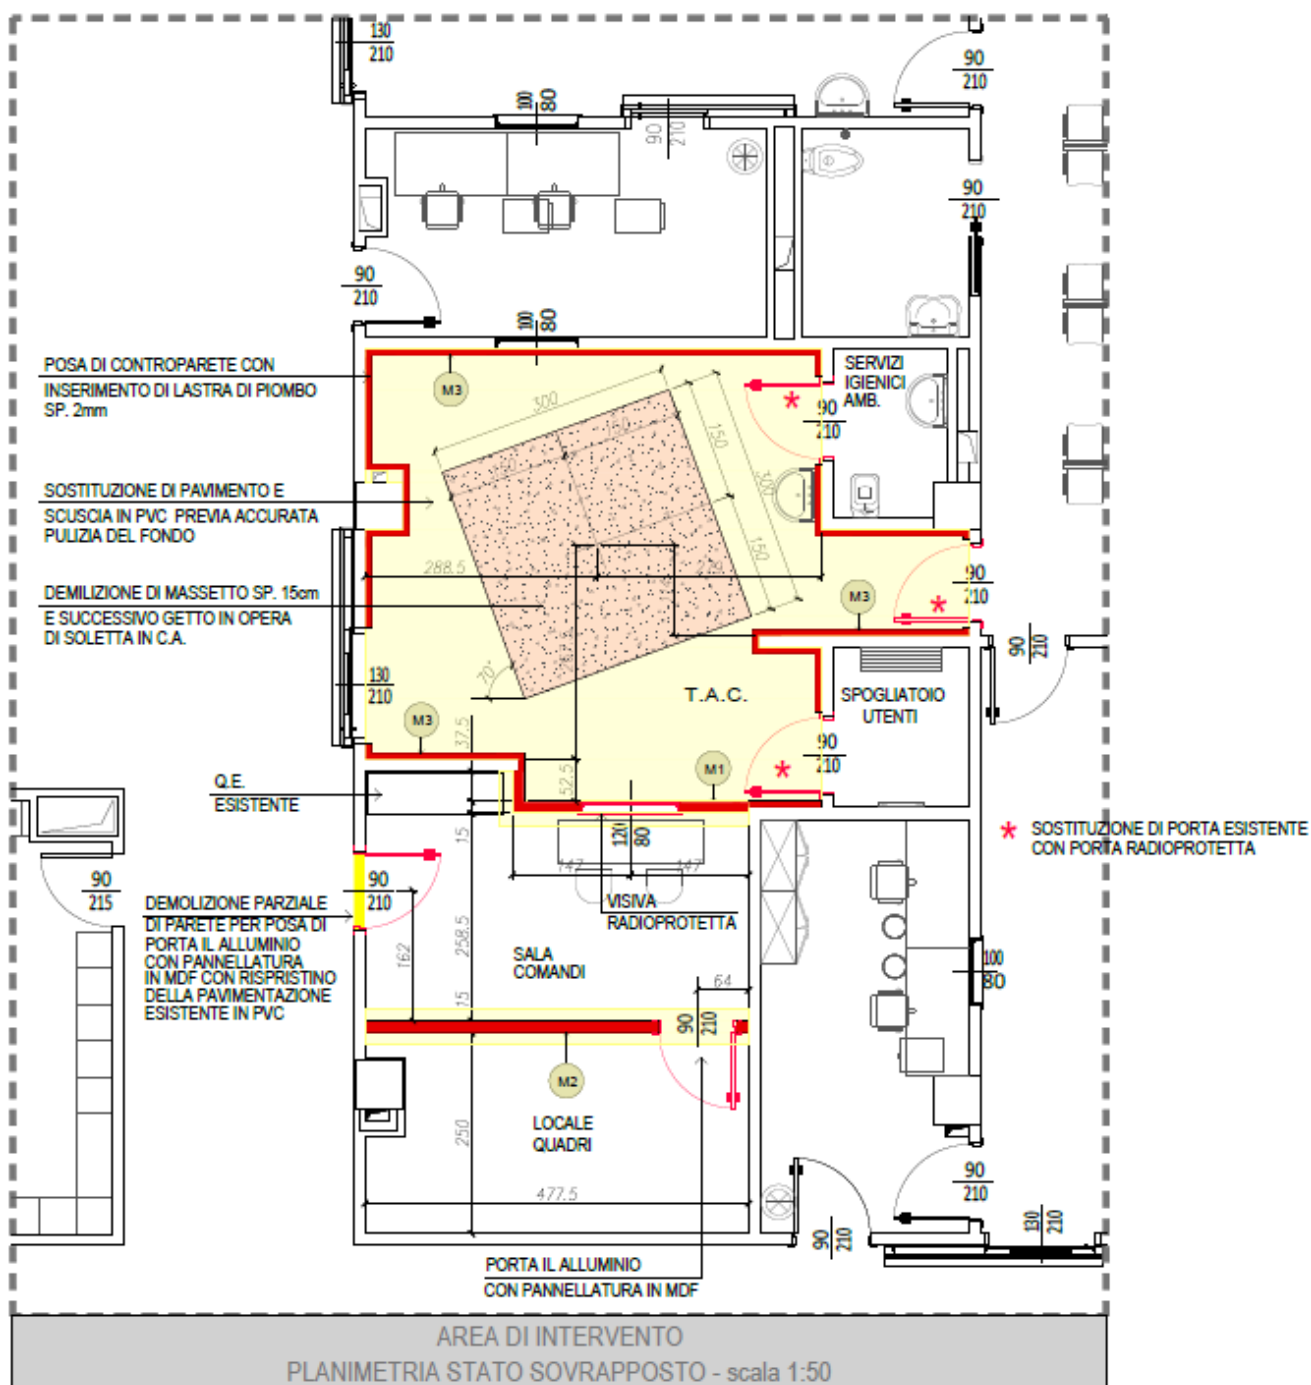 130
210
90
210
100
80
90
210
90
210
90
210
100
80
POSA DI CONTROPARETE CON
INSERIMENTO DI LASTRA DI PIOMBO
SP. 2mm
M3
300
150
150
150
300
150
SERVIZI
IGIENICI
AMB.
*
90
210
SOSTITUZIONE DI PAVIMENTO E
SCUSCIA IN PVC PREVIA ACCURATA
PULIZIA DEL FONDO
288.5
279
DEMILIZIONE DI MASSETTO SP. 15cm
E SUCCESSIVO GETTO IN OPERA
DI SOLETTA IN C.A.
M3
*
90
210
90
210
70°
130
210
T.A.C.
SPOGLIATOIO
UTENTI
M3
37.5
52.5
M1
*
90
210
Q.E.
ESISTENTE
15
120
80
147
147
* SOSTITUZIONE DI PORTA ESISTENTE
CON PORTA RADIOPROTETTA
90
215
90
210
DEMOLIZIONE PARZIALE
DI PARETE PER POSA DI
PORTA IL ALLUMINIO
CON PANNELLATURA
IN MDF CON RISPRISTINO
DELLA PAVIMENTAZIONE
ESISTENTE IN PVC
VISIVA
RADIOPROTETTA
162
258.5
SALA
COMANDI
64
100
80
15
90
210
M2
LOCALE
QUADRI
250
477.5
90
210
90
210
130
210
PORTA IL ALLUMINIO
CON PANNELLATURA IN MDF
AREA DI INTERVENTO
PLANIMETRIA STATO SOVRAPPOSTO - scala 1:50